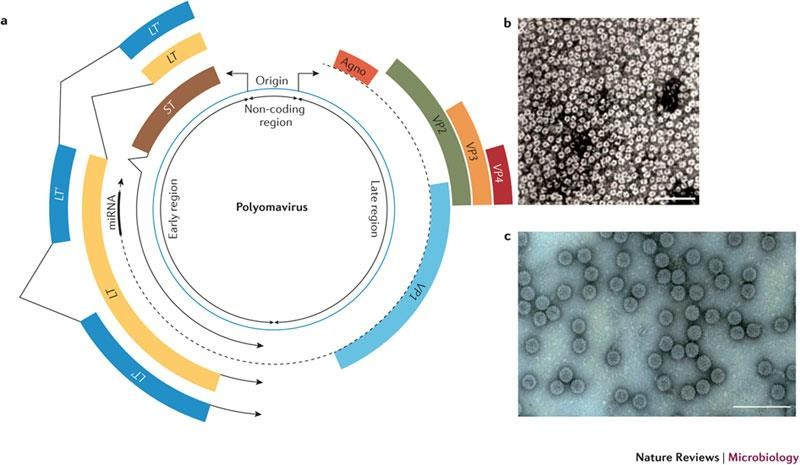 a
LT'
LT
ST
Origin
Non-coding
region
Agno
VP2
VP3
VP4
LT'
miRNA
Early region
Polyomavirus
Late region
LT
VP1
LT'
b
c
Nature Reviews | Microbiology